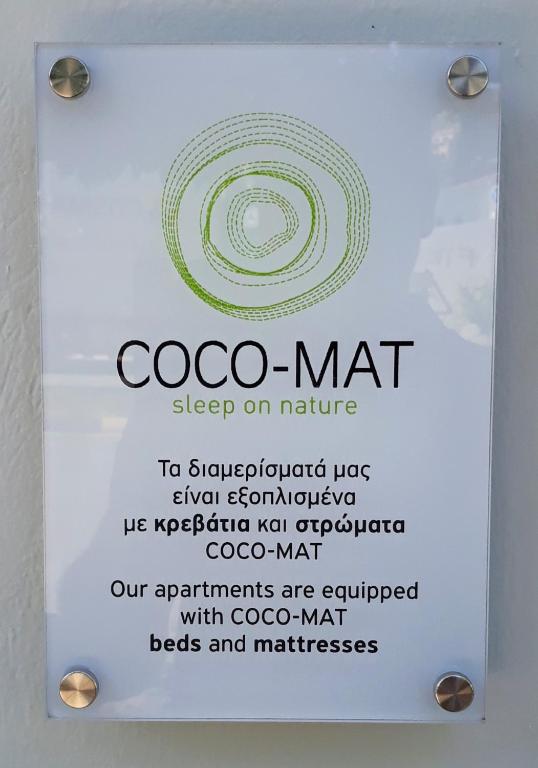 COCO-MAT
sleep on nature
Τα διαμερίσματά μας
είναι εξοπλισμένα
με κρεβάτια και στρώματα
COCO-MAT
Our apartments are equipped
with COCO-MAT
beds and mattresses